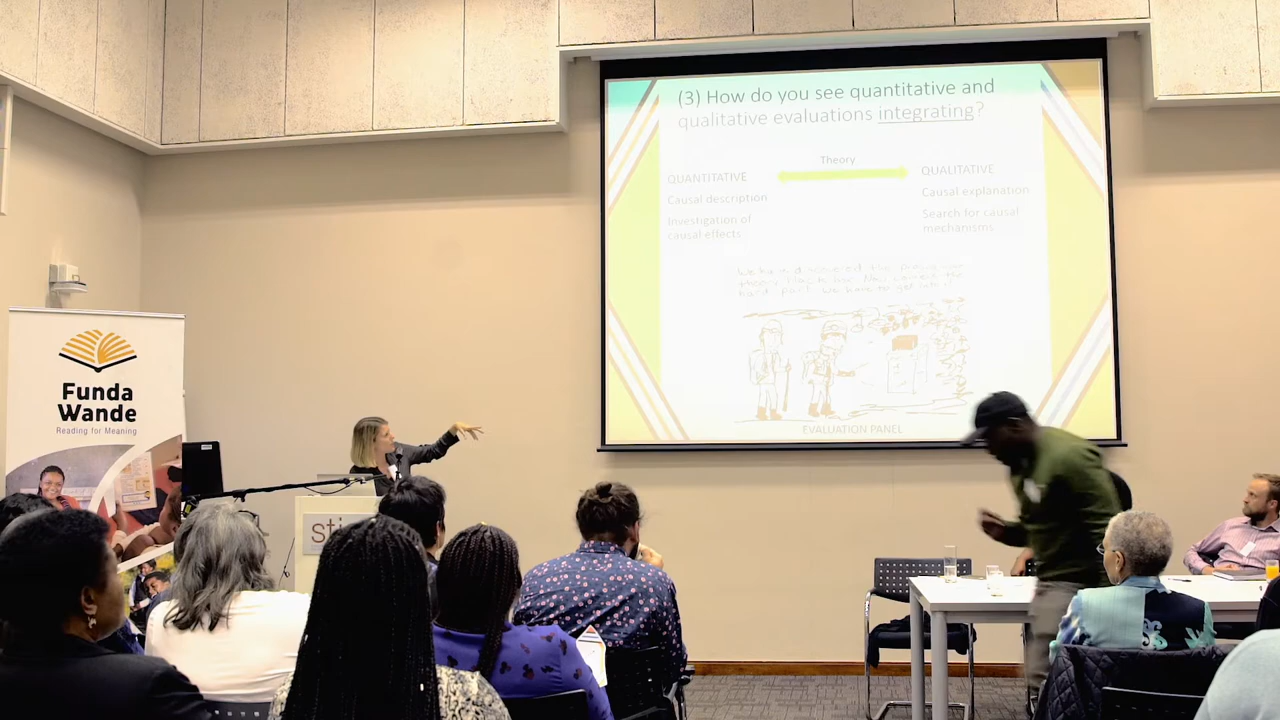 (3) How do you see quantitative and
qualitative evaluations integrating?
Theory
QUANTITATIVE
Causal description
Investigation of
causal effects
QUALITATIVE
Causal explanation
Search for causal
mechanisms
EVALUATION PANEL
Funda
Wande
Reading for Meaning